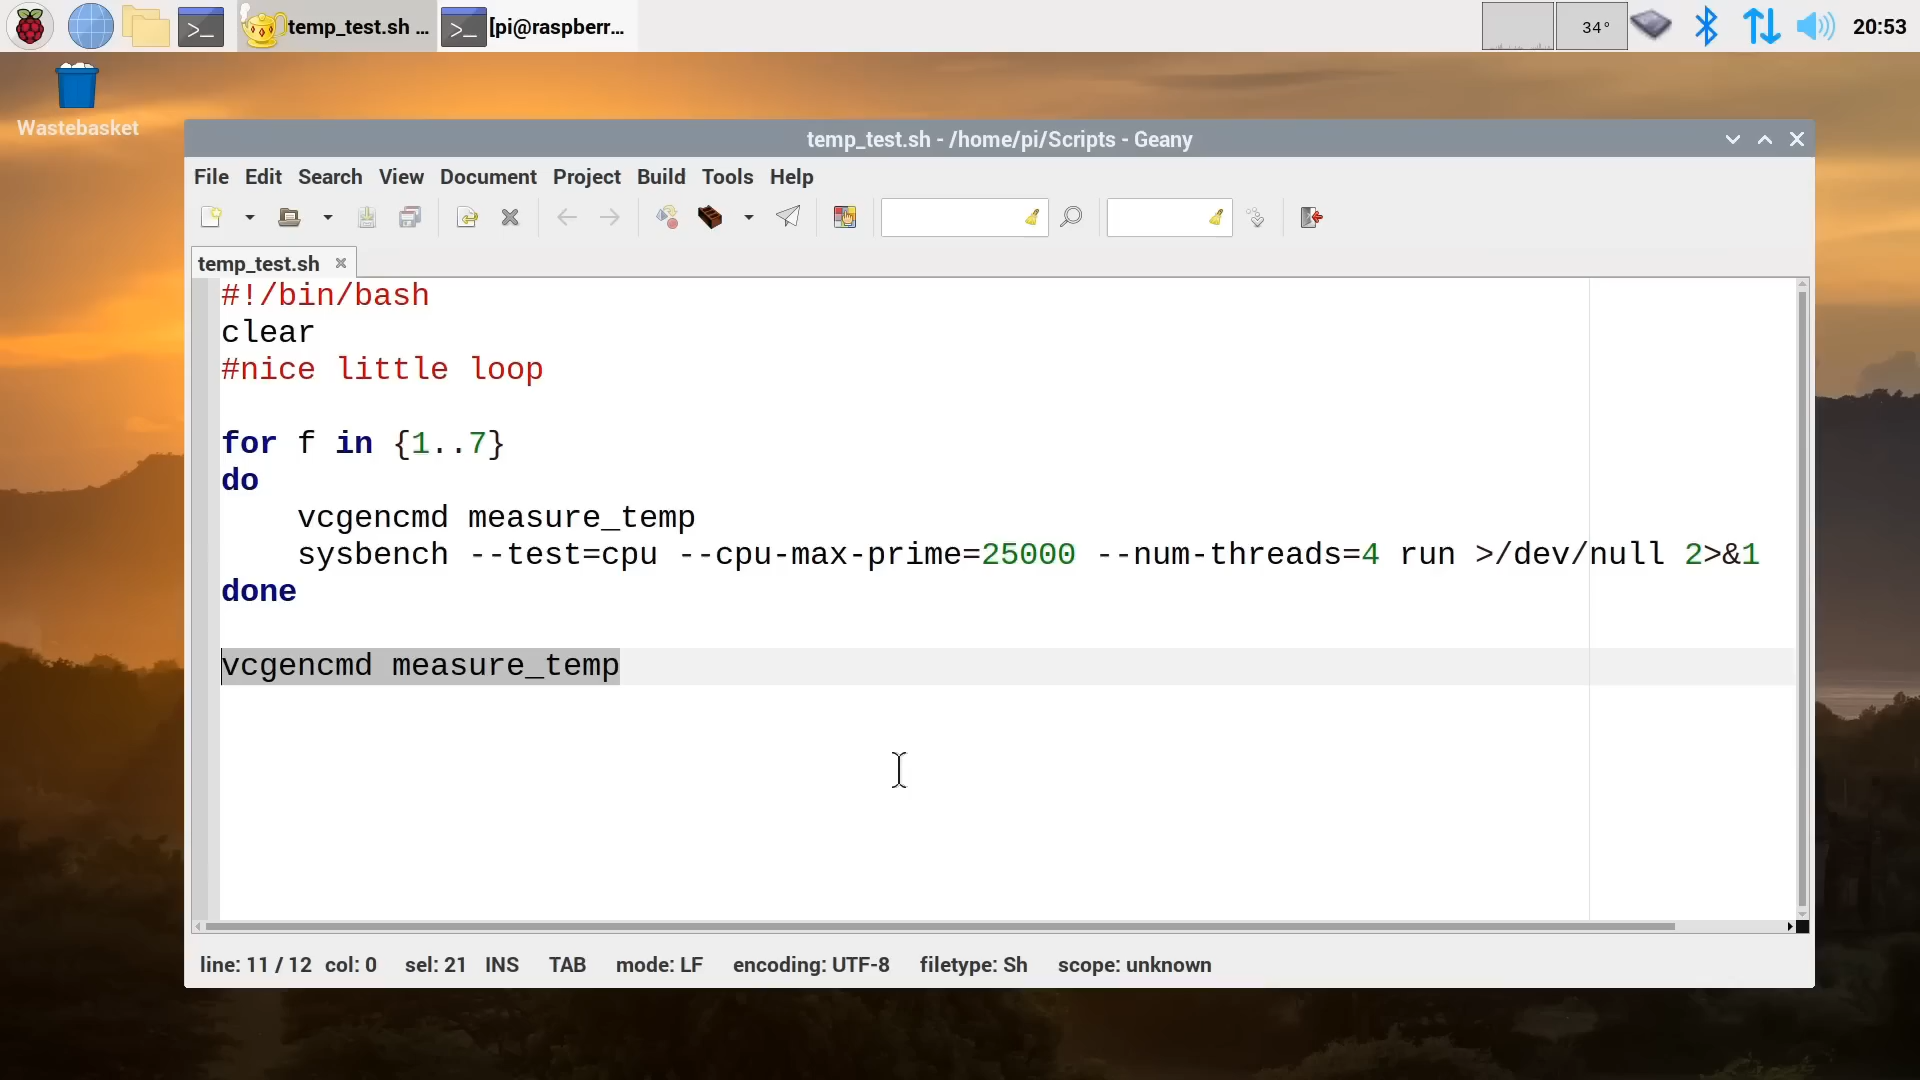 temp_test.sh ...
[pi@raspberr...
34°
20:53
Wastebasket
temp_test.sh - /home/pi/Scripts - Geany
File Edit Search View Document Project Build Tools Help
temp_test.sh
#!/bin/bash
clear
#nice little loop
for f in {1..7}
do
vcgencmd measure_temp
sysbench --test=cpu --cpu-max-prime=25000 --num-threads=4 run >/dev/null 2>&1
done
vcgencmd measure_temp
line: 11 / 12 col: 0 sel: 21 INS TAB mode: LF encoding: UTF-8 filetype: Sh scope: unknown